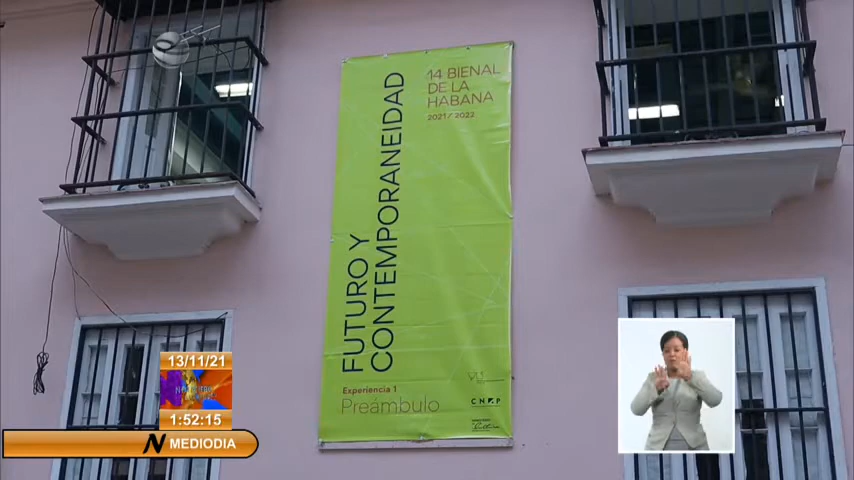 14 BIENAL
DE LA
HABANA
2021/2022
FUTURO Y
CONTEMPORANEIDAD
Experiencia 1
Preámbulo
CNAP
13/11/21
1:52:15
N MEDIODIA